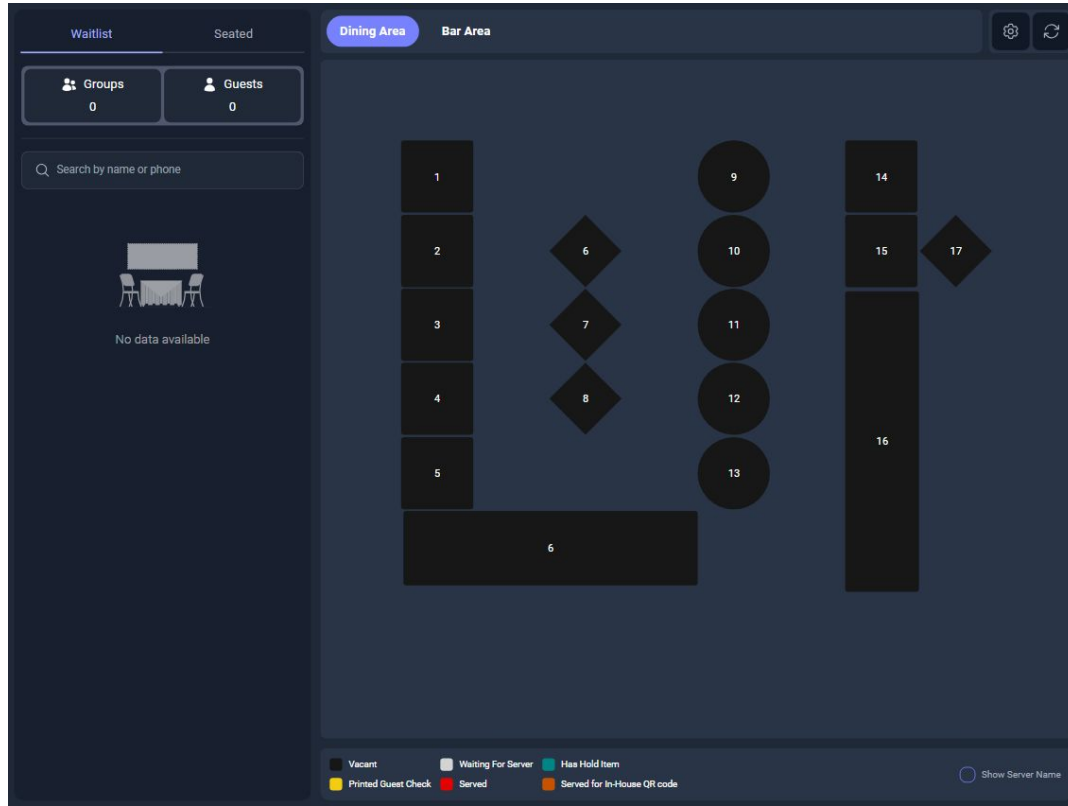 Waitlist Seated
Groups Guests
0 0
Search by name or phone
No data available
Dining Area Bar Area
1 9 14
2 6 10 15 17
3 7 11
4 8 12
16
5 13
6
Vacant Waiting For Server Has Hold Item
Printed Guest Check Served Served for In-House QR code
Show Server Name